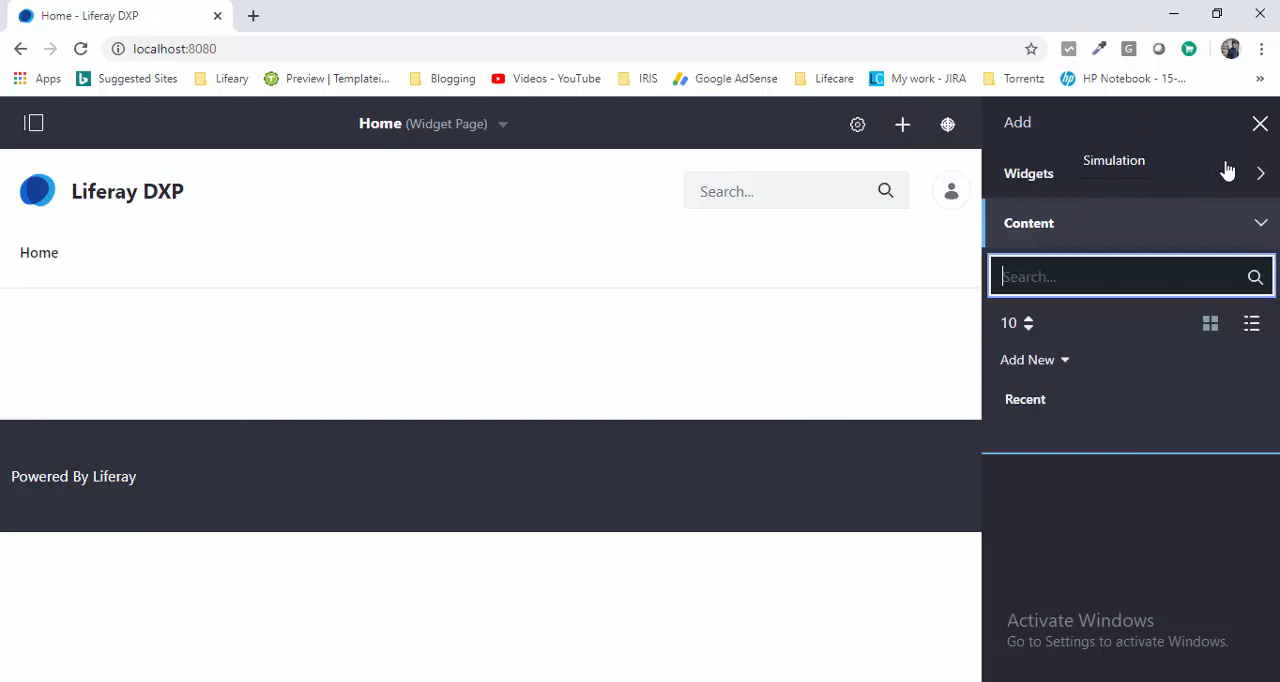 Home - Liferay DXP
localhost:8080
Apps Suggested Sites Lifeary Preview | Templatei... Blogging Videos - YouTube IRIS Google AdSense Lifecare My work - JIRA Torrentz HP Notebook - 15-... »
Home (Widget Page)
Add
Simulation
Widgets
Liferay DXP
Search...
Content
Home
Search...
10
Add New
Recent
Powered By Liferay
Activate Windows
Go to Settings to activate Windows.